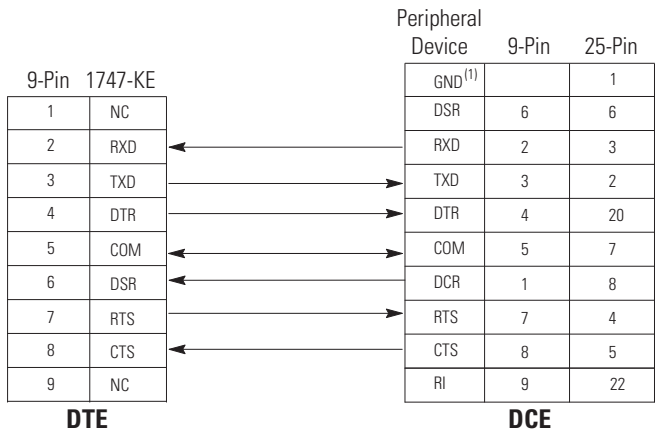 Peripheral
Device 9-Pin 25-Pin
9-Pin 1747-KE
GND(1) 1
1 NC
DSR 6 6
2 RXD
RXD 2 3
3 TXD
TXD 3 2
4 DTR
DTR 4 20
5 COM
COM 5 7
6 DSR
DCR 1 8
7 RTS
RTS 7 4
8 CTS
CTS 8 5
9 NC
RI 9 22
DTE
DCE